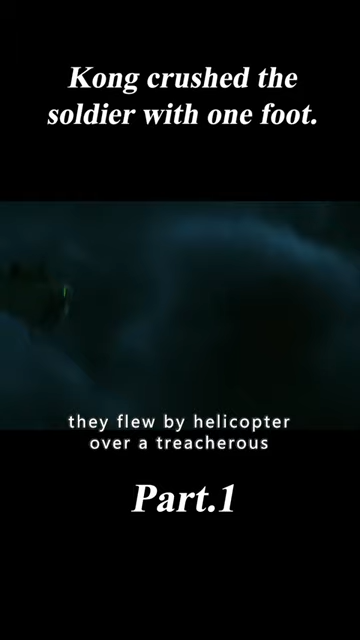 Kong crushed the
soldier with one foot.
they flew by helicopter
over a treacherous
Part.1